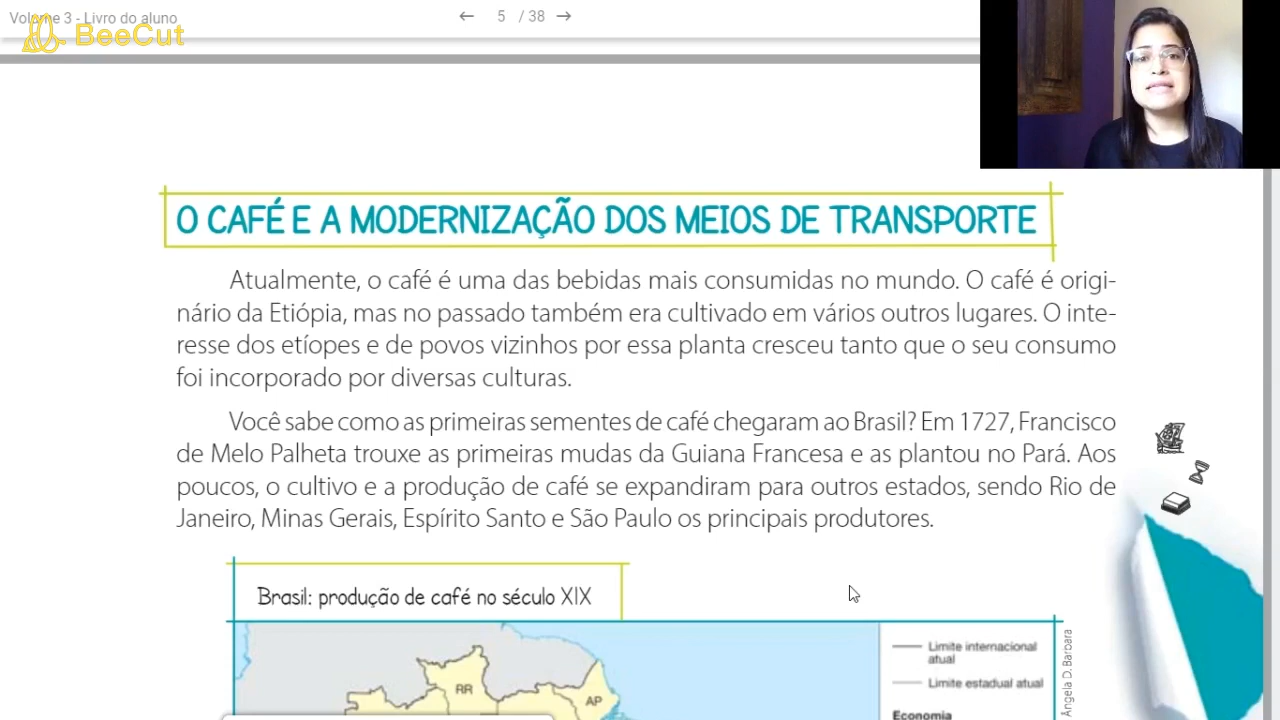 Volume 3 - Livro do aluno
BeeCut
5 / 38
O CAFÉ E A MODERNIZAÇÃO DOS MEIOS DE TRANSPORTE
Atualmente, o café é uma das bebidas mais consumidas no mundo. O café é origi-
nário da Etiópia, mas no passado também era cultivado em vários outros lugares. O inte-
resse dos etíopes e de povos vizinhos por essa planta cresceu tanto que o seu consumo
foi incorporado por diversas culturas.
Você sabe como as primeiras sementes de café chegaram ao Brasil? Em 1727, Francisco
de Melo Palheta trouxe as primeiras mudas da Guiana Francesa e as plantou no Pará. Aos
poucos, o cultivo e a produção de café se expandiram para outros estados, sendo Rio de
Janeiro, Minas Gerais, Espírito Santo e São Paulo os principais produtores.
Brasil: produção de café no século XIX
RR
AP
Limite internacional
atual
Limite estadual atual
Economia
Angela D. Barbara